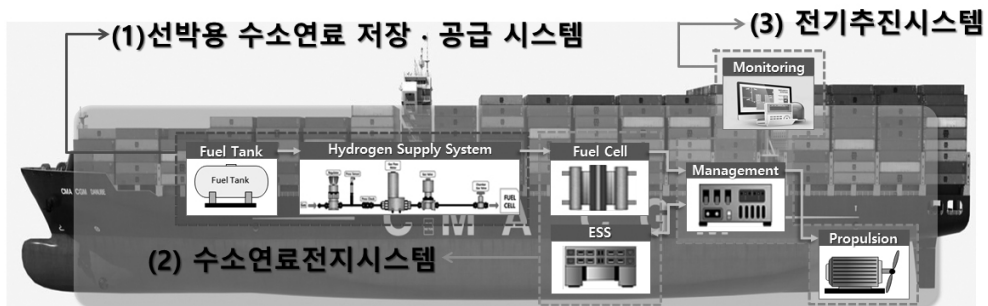 (1)선박용 수소연료 저장 · 공급 시스템
(3) 전기추진시스템
Monitoring
Fuel Tank
Hydrogen Supply System
Fuel Cell
Fuel Tank
FUEL
CELL
Management
CMA CGM
C M A C G
ESS
(2) 수소연료전지시스템
Propulsion